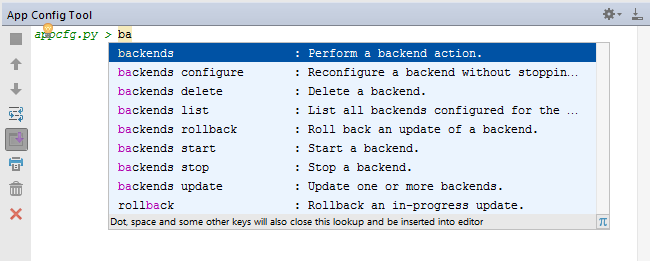 App Config Tool
appcfg.py > ba
backends : Perform a backend action.
backends configure : Reconfigure a backend without stoppin...
backends delete : Delete a backend.
backends list : List all backends configured for the ...
backends rollback : Roll back an update of a backend.
backends start : Start a backend.
backends stop : Stop a backend.
backends update : Update one or more backends.
rollback : Rollback an in-progress update.
Dot, space and some other keys will also close this lookup and be inserted into editor π